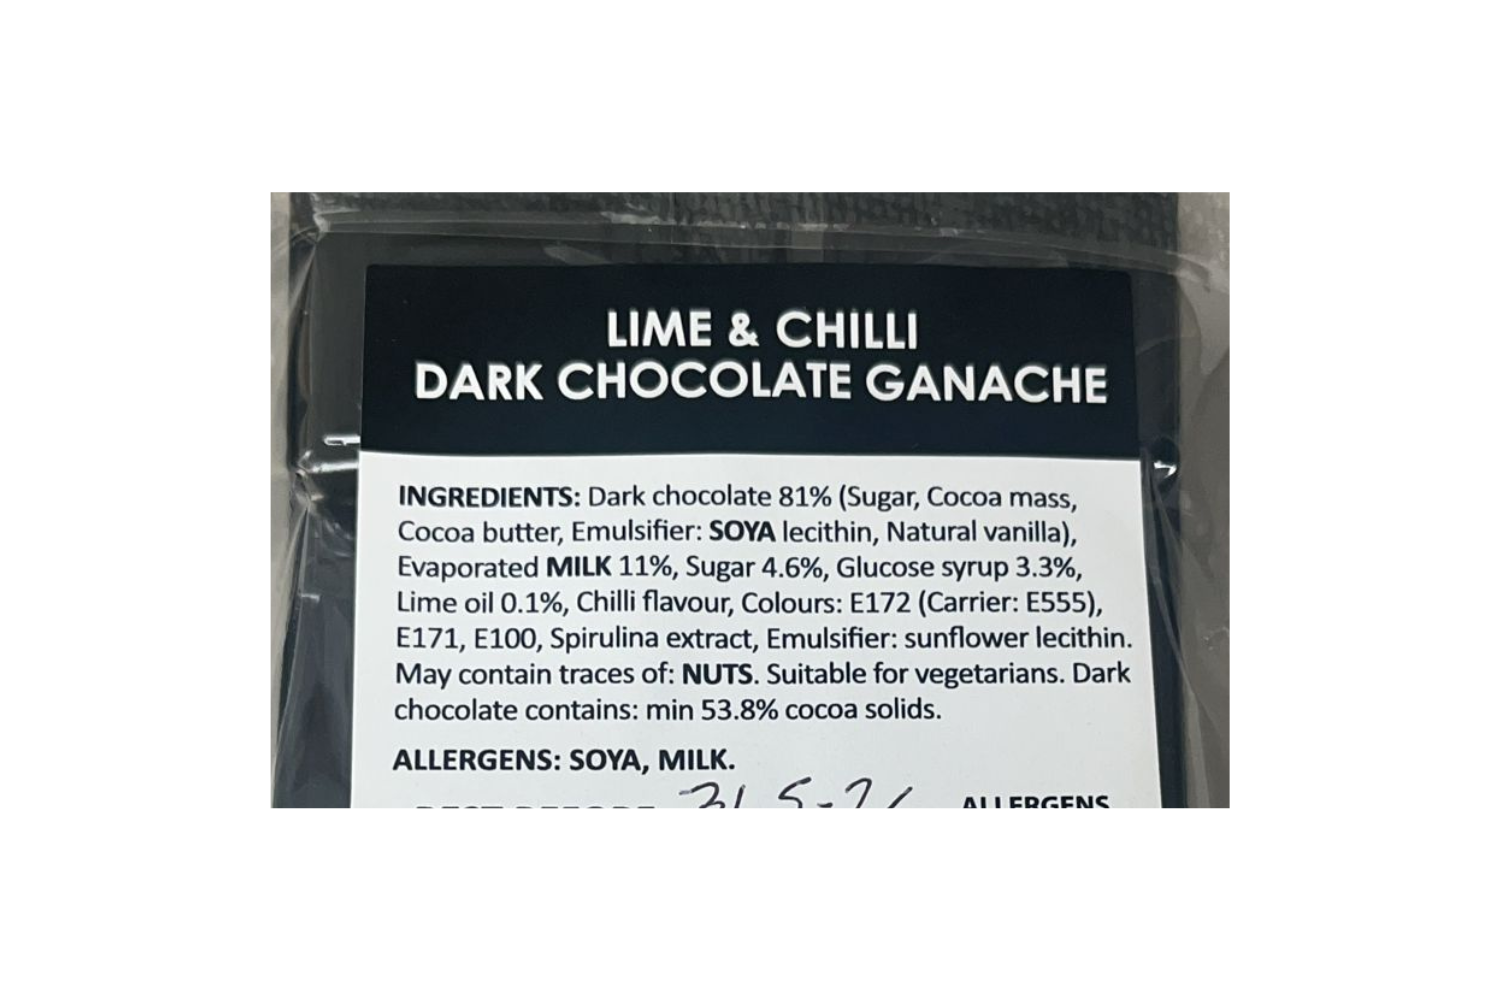 LIME & CHILLI
DARK CHOCOLATE GANACHE
INGREDIENTS: Dark chocolate 81% (Sugar, Cocoa mass,
Cocoa butter, Emulsifier: SOYA lecithin, Natural vanilla),
Evaporated MILK 11%, Sugar 4.6%, Glucose syrup 3.3%,
Lime oil 0.1%, Chilli flavour, Colours: E172 (Carrier: E555),
E171, E100, Spirulina extract, Emulsifier: sunflower lecithin.
May contain traces of: NUTS. Suitable for vegetarians. Dark
chocolate contains: min 53.8% cocoa solids.
ALLERGENS: SOYA, MILK.
ALLERGENS